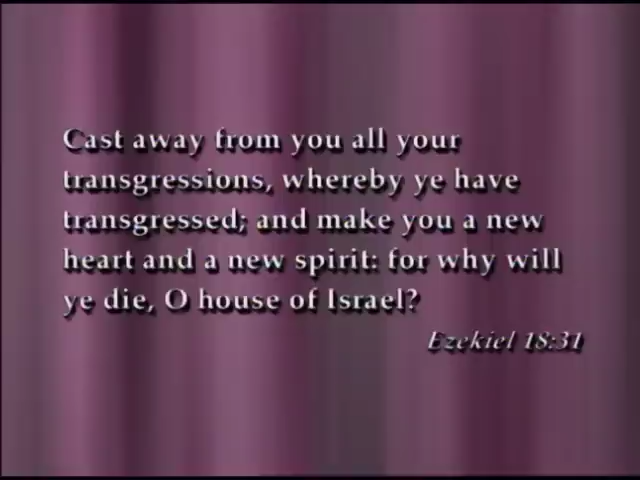 Cast away from you all your
transgressions, whereby ye have
transgressed; and make you a new
heart and a new spirit: for why will
ye die, O house of Israel?
Ezekiel 18:31